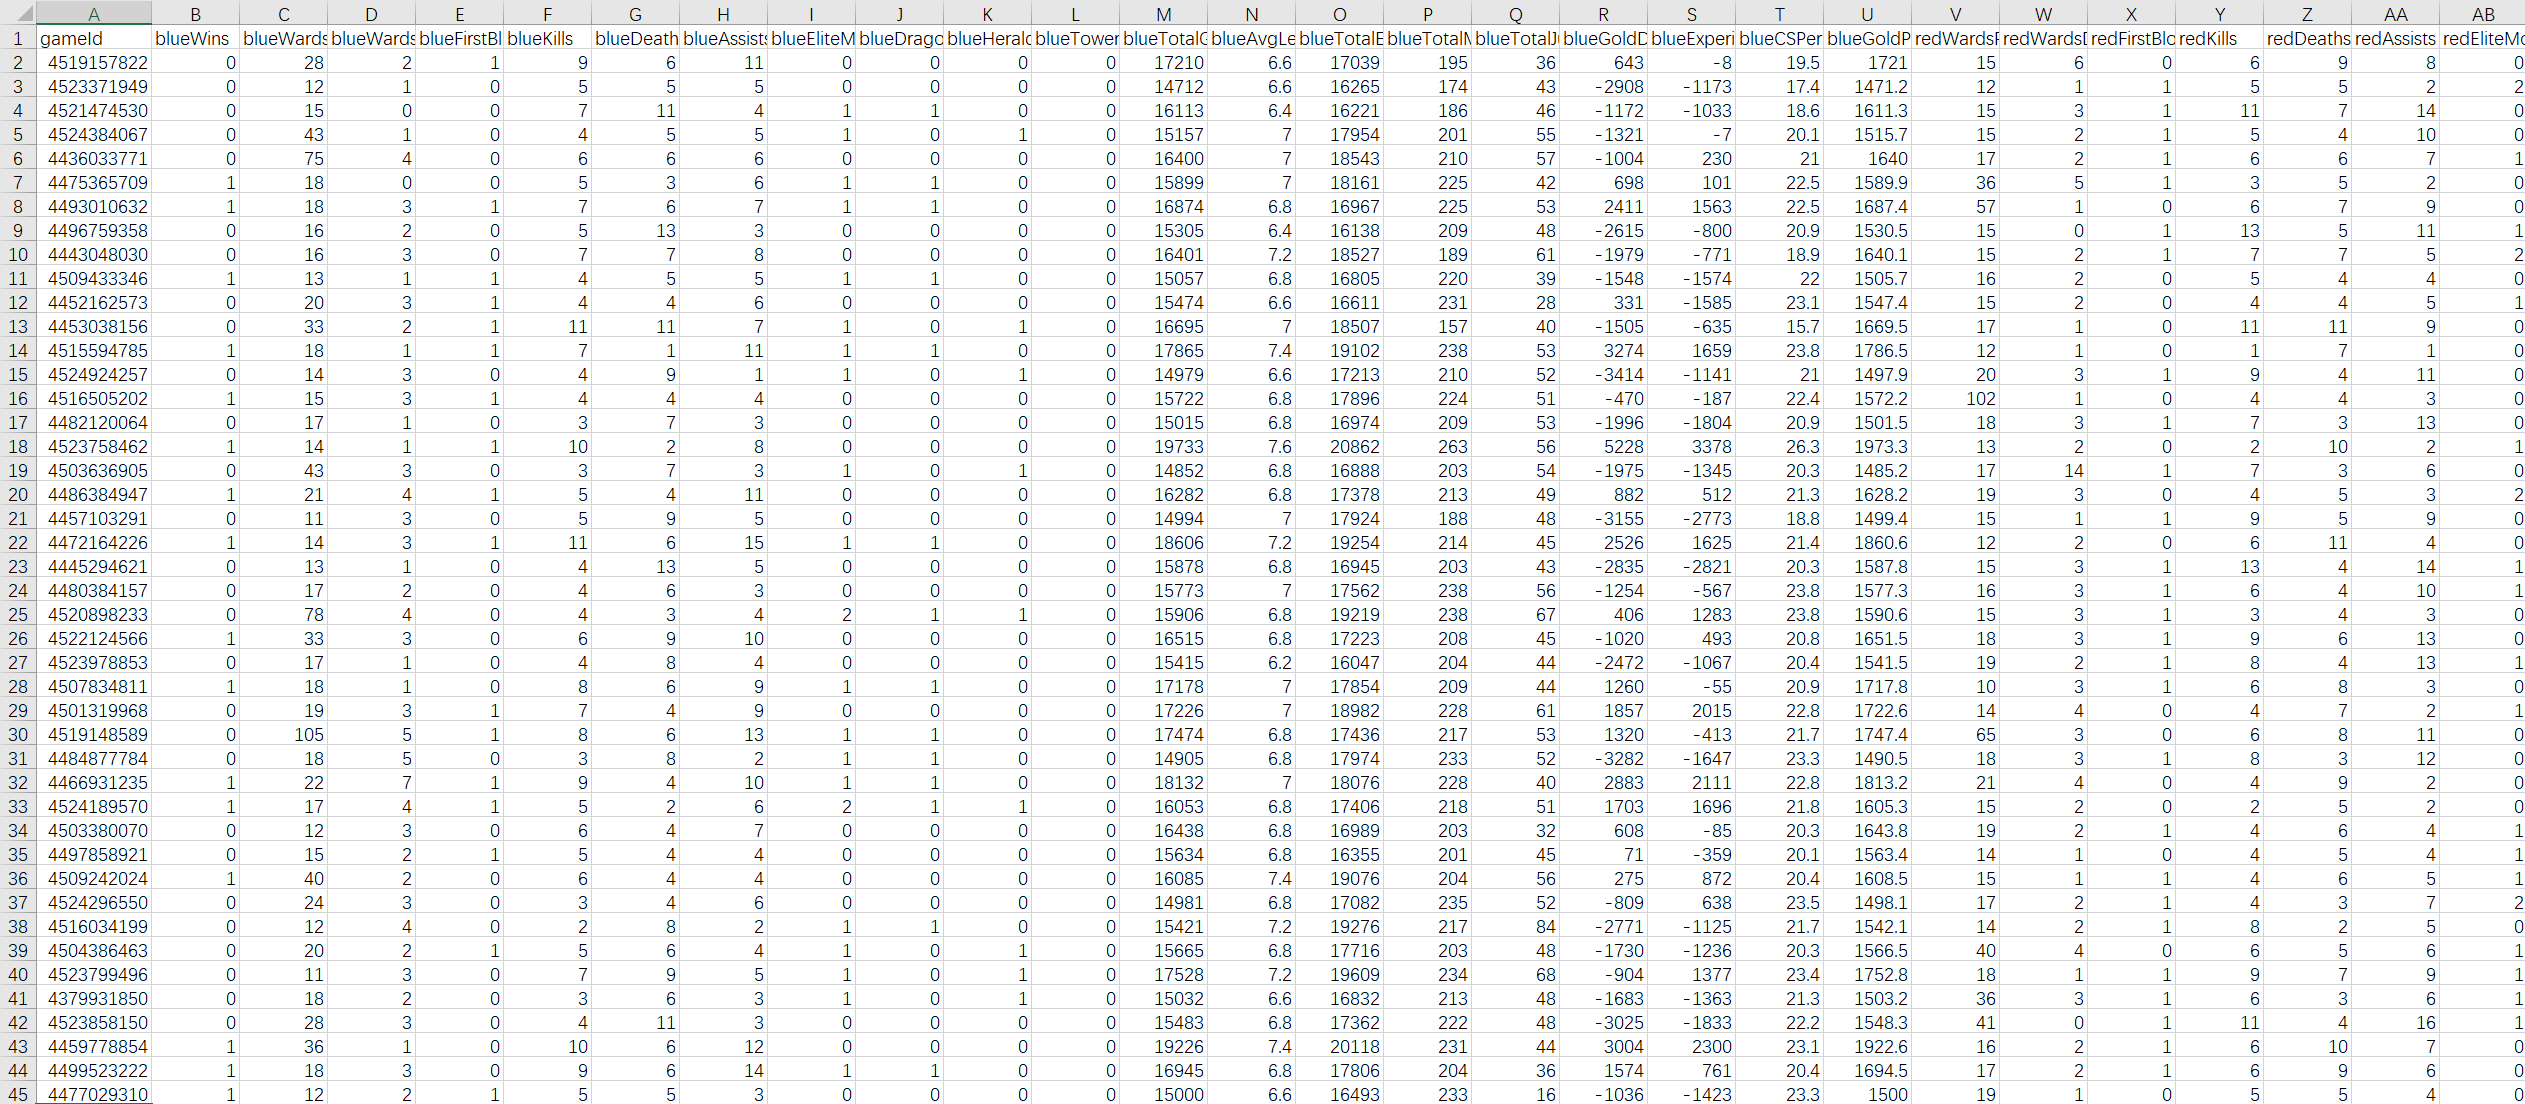 A B C D E F G H I J K L M N O P Q R S T U V W X Y Z AA AB
1 gameId blueWins blueWards blueWards blueFirstBl blueKills blueDeath blueAssists blueEliteM blueDrago blueHerald blueTower blueTotalG blueAvgLe blueTotalE blueTotalM blueTotalJu blueGoldD blueExperi blueCSPer blueGoldP redWardsP redWardsD redFirstBlo redKills redDeaths redAssists redEliteMo
2 4519157822 0 28 2 1 9 6 11 0 0 0 0 17210 6.6 17039 195 36 643 -8 19.5 1721 15 6 0 6 9 8 0
3 4523371949 0 12 1 0 5 5 5 0 0 0 0 14712 6.6 16265 174 43 -2908 -1173 17.4 1471.2 12 1 1 5 5 2 2
4 4521474530 0 15 0 0 7 11 4 1 1 0 0 16113 6.4 16221 186 46 -1172 -1033 18.6 1611.3 15 3 1 11 7 14 0
5 4524384067 0 43 1 0 4 5 5 1 0 1 0 15157 7 17954 201 55 -1321 -7 20.1 1515.7 15 2 1 5 4 10 0
6 4436033771 0 75 4 0 6 6 6 0 0 0 0 16400 7 18543 210 57 -1004 230 21 1640 17 2 1 6 6 7 1
7 4475365709 1 18 0 0 5 3 6 1 1 0 0 15899 7 18161 225 42 698 101 22.5 1589.9 36 5 1 3 5 2 0
8 4493010632 1 18 3 1 7 6 7 1 1 0 0 16874 6.8 16967 225 53 2411 1563 22.5 1687.4 57 1 0 6 7 9 0
9 4496759358 0 16 2 0 5 13 3 0 0 0 0 15305 6.4 16138 209 48 -2615 -800 20.9 1530.5 15 0 1 13 5 11 1
10 4443048030 0 16 3 0 7 7 8 0 0 0 0 16401 7.2 18527 189 61 -1979 -771 18.9 1640.1 15 2 1 7 7 5 2
11 4509433346 1 13 1 1 4 5 5 1 1 0 0 15057 6.8 16805 220 39 -1548 -1574 22 1505.7 16 2 0 5 4 4 0
12 4452162573 0 20 3 1 4 4 6 0 0 0 0 15474 6.6 16611 231 28 331 -1585 23.1 1547.4 15 2 0 4 4 5 1
13 4453038156 0 33 2 1 11 11 7 1 0 1 0 16695 7 18507 157 40 -1505 -635 15.7 1669.5 17 1 0 11 11 9 0
14 4515594785 1 18 1 1 7 1 11 1 1 0 0 17865 7.4 19102 238 53 3274 1659 23.8 1786.5 12 1 0 1 7 1 0
15 4524924257 0 14 3 0 4 9 1 1 0 1 0 14979 6.6 17213 210 52 -3414 -1141 21 1497.9 20 3 1 9 4 11 0
16 4516505202 1 15 3 1 4 4 4 0 0 0 0 15722 6.8 17896 224 51 -470 -187 22.4 1572.2 102 1 0 4 4 3 0
17 4482120064 0 17 1 0 3 7 3 0 0 0 0 15015 6.8 16974 209 53 -1996 -1804 20.9 1501.5 18 3 1 7 3 13 0
18 4523758462 1 14 1 1 10 2 8 0 0 0 0 19733 7.6 20862 263 56 5228 3378 26.3 1973.3 13 2 0 2 10 2 1
19 4503636905 0 43 3 0 3 7 3 1 0 1 0 14852 6.8 16888 203 54 -1975 -1345 20.3 1485.2 17 14 1 7 3 6 0
20 4486384947 1 21 4 1 5 4 11 0 0 0 0 16282 6.8 17378 213 49 882 512 21.3 1628.2 19 3 0 4 5 3 2
21 4457103291 0 11 3 0 5 9 5 0 0 0 0 14994 7 17924 188 48 -3155 -2773 18.8 1499.4 15 1 1 9 5 9 0
22 4472164226 1 14 3 1 11 6 15 1 1 0 0 18606 7.2 19254 214 45 2526 1625 21.4 1860.6 12 2 0 6 11 4 0
23 4445294621 0 13 1 0 4 13 5 0 0 0 0 15878 6.8 16945 203 43 -2835 -2821 20.3 1587.8 15 3 1 13 4 14 1
24 4480384157 0 17 2 0 4 6 3 0 0 0 0 15773 7 17562 238 56 -1254 -567 23.8 1577.3 16 3 1 6 4 10 1
25 4520898233 0 78 4 0 4 3 4 2 1 1 0 15906 6.8 19219 238 67 406 1283 23.8 1590.6 15 3 1 3 4 3 0
26 4522124566 1 33 3 0 6 9 10 0 0 0 0 16515 6.8 17223 208 45 -1020 493 20.8 1651.5 18 3 1 9 6 13 0
27 4523978853 0 17 1 0 4 8 4 0 0 0 0 15415 6.2 16047 204 44 -2472 -1067 20.4 1541.5 19 2 1 8 4 13 1
28 4507834811 1 18 1 0 8 6 9 1 1 0 0 17178 7 17854 209 44 1260 -55 20.9 1717.8 10 3 1 6 8 3 0
29 4501319968 0 19 3 1 7 4 9 0 0 0 0 17226 7 18982 228 61 1857 2015 22.8 1722.6 14 4 0 4 7 2 1
30 4519148589 0 105 5 1 8 6 13 1 1 0 0 17474 6.8 17436 217 53 1320 -413 21.7 1747.4 65 3 0 6 8 11 0
31 4484877784 0 18 5 0 3 8 2 1 1 0 0 14905 6.8 17974 233 52 -3282 -1647 23.3 1490.5 18 3 1 8 3 12 0
32 4466931235 1 22 7 1 9 4 10 1 1 0 0 18132 7 18076 228 40 2883 2111 22.8 1813.2 21 4 0 4 9 2 0
33 4524189570 1 17 4 1 5 2 6 2 1 1 0 16053 6.8 17406 218 51 1703 1696 21.8 1605.3 15 2 0 2 5 2 0
34 4503380070 0 12 3 0 6 4 7 0 0 0 0 16438 6.8 16989 203 32 608 -85 20.3 1643.8 19 2 1 4 6 4 1
35 4497858921 0 15 2 1 5 4 4 0 0 0 0 15634 6.8 16355 201 45 71 -359 20.1 1563.4 14 1 0 4 5 4 1
36 4509242024 1 40 2 0 6 4 4 0 0 0 0 16085 7.4 19076 204 56 275 872 20.4 1608.5 15 1 1 4 6 5 1
37 4524296550 0 24 3 0 3 4 6 0 0 0 0 14981 6.8 17082 235 52 -809 638 23.5 1498.1 17 2 1 4 3 7 2
38 4516034199 0 12 4 0 2 8 2 1 1 0 0 15421 7.2 19276 217 84 -2771 -1125 21.7 1542.1 14 2 1 8 2 5 0
39 4504386463 0 20 2 1 5 6 4 1 0 1 0 15665 6.8 17716 203 48 -1730 -1236 20.3 1566.5 40 4 0 6 5 6 1
40 4523799496 0 11 3 0 7 9 5 1 0 1 0 17528 7.2 19609 234 68 -904 1377 23.4 1752.8 18 1 1 9 7 9 1
41 4379931850 0 18 2 0 3 6 3 1 0 1 0 15032 6.6 16832 213 48 -1683 -1363 21.3 1503.2 36 3 1 6 3 6 1
42 4523858150 0 28 3 0 4 11 3 0 0 0 0 15483 6.8 17362 222 48 -3025 -1833 22.2 1548.3 41 0 1 11 4 16 1
43 4459778854 1 36 1 0 10 6 12 0 0 0 0 19226 7.4 20118 231 44 3004 2300 23.1 1922.6 16 2 1 6 10 7 0
44 4499523222 1 18 3 0 9 6 14 1 1 0 0 16945 6.8 17806 204 36 1574 761 20.4 1694.5 17 2 1 6 9 6 0
45 4477029310 1 12 2 1 5 5 3 0 0 0 0 15000 6.6 16493 233 16 -1036 -1423 23.3 1500 19 1 0 5 5 4 0